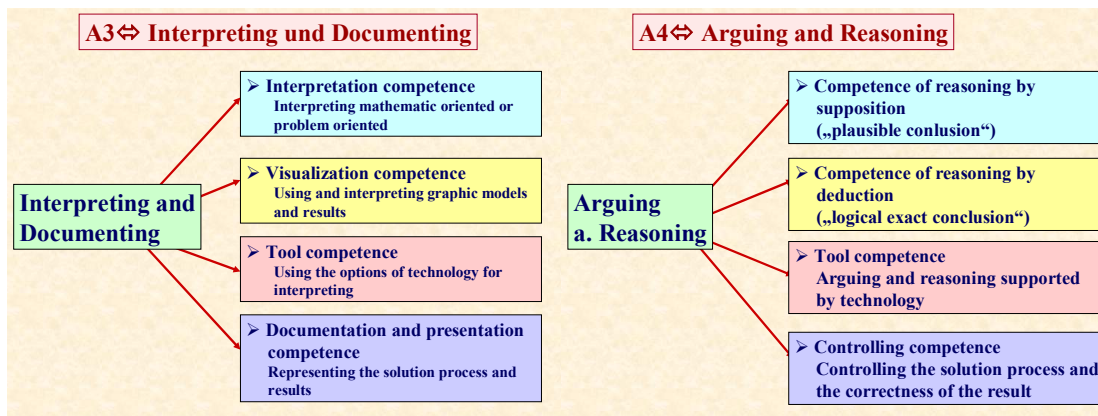 A3⇔ Interpreting und Documenting
Interpreting and
Documenting
➢ Interpretation competence
Interpreting mathematic oriented or
problem oriented
➢ Visualization competence
Using and interpreting graphic models
and results
➢ Tool competence
Using the options of technology for
interpreting
➢ Documentation and presentation
competence
Representing the solution process and
results
A4⇔ Arguing and Reasoning
Arguing
a. Reasoning
➢ Competence of reasoning by
supposition
(„plausible conlusion“)
➢ Competence of reasoning by
deduction
(„logical exact conclusion“)
➢ Tool competence
Arguing and reasoning supported
by technology
➢ Controlling competence
Controlling the solution process and
the correctness of the result